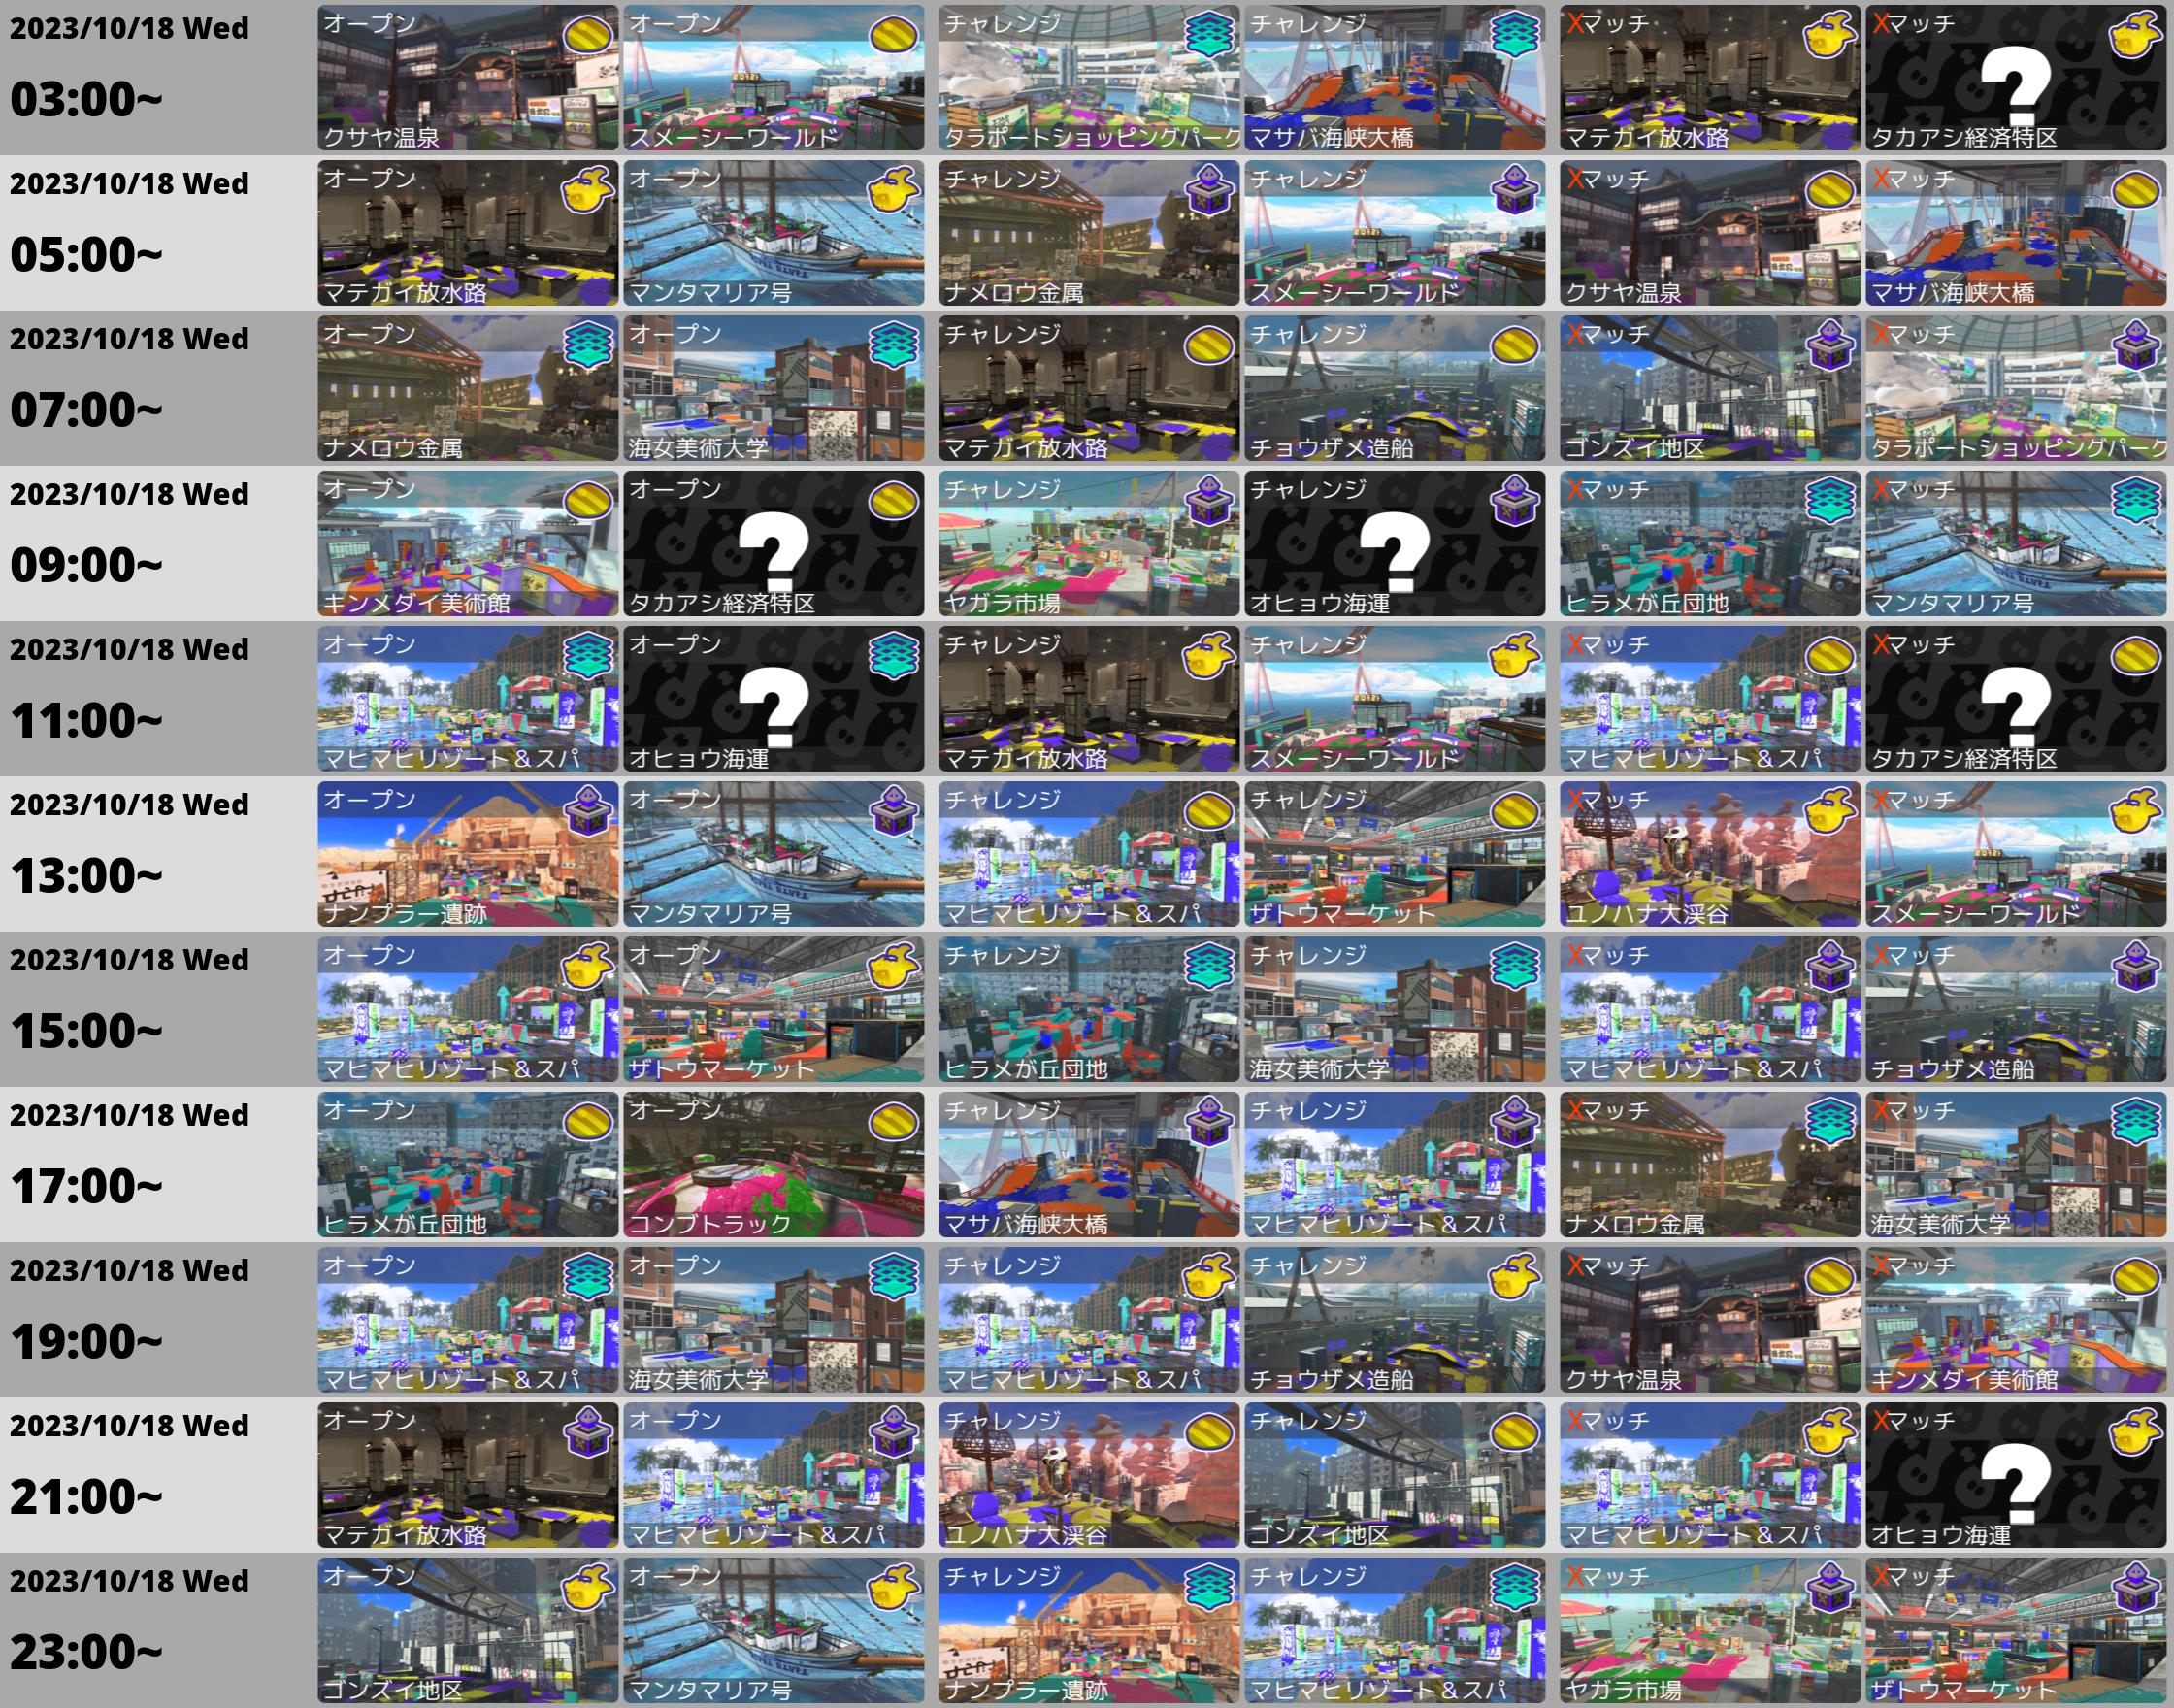 2023/10/18 Wed
03:00~
オープン オープン チャレンジ チャレンジ Xマッチ Xマッチ
クサヤ温泉 スメーシーワールド タラポートショッピングパーク マサバ海峡大橋 マテガイ放水路 タカアシ経済特区
2023/10/18 Wed
05:00~
オープン オープン チャレンジ チャレンジ Xマッチ Xマッチ
マテガイ放水路 マンタマリア号 ナメロウ金属 スメーシーワールド クサヤ温泉 マサバ海峡大橋
2023/10/18 Wed
07:00~
オープン オープン チャレンジ チャレンジ Xマッチ Xマッチ
ナメロウ金属 海女美術大学 マテガイ放水路 チョウザメ造船 ゴンズイ地区 タラポートショッピングパーク
2023/10/18 Wed
09:00~
オープン オープン チャレンジ チャレンジ Xマッチ Xマッチ
キンメダイ美術館 タカアシ経済特区 ヤガラ市場 オヒョウ海運 ヒラメが丘団地 マンタマリア号
2023/10/18 Wed
11:00~
オープン オープン チャレンジ チャレンジ Xマッチ Xマッチ
マヒマヒリゾート＆スパ オヒョウ海運 マテガイ放水路 スメーシーワールド マヒマヒリゾート＆スパ タカアシ経済特区
2023/10/18 Wed
13:00~
オープン オープン チャレンジ チャレンジ Xマッチ Xマッチ
ナンプラー遺跡 マンタマリア号 マヒマヒリゾート＆スパ ザトウマーケット ユノハナ大渓谷 スメーシーワールド
2023/10/18 Wed
15:00~
オープン オープン チャレンジ チャレンジ Xマッチ Xマッチ
マヒマヒリゾート＆スパ ザトウマーケット ヒラメが丘団地 海女美術大学 マヒマヒリゾート＆スパ チョウザメ造船
2023/10/18 Wed
17:00~
オープン オープン チャレンジ チャレンジ Xマッチ Xマッチ
ヒラメが丘団地 コンブトラック マサバ海峡大橋 マヒマヒリゾート＆スパ ナメロウ金属 海女美術大学
2023/10/18 Wed
19:00~
オープン オープン チャレンジ チャレンジ Xマッチ Xマッチ
マヒマヒリゾート＆スパ 海女美術大学 マヒマヒリゾート＆スパ チョウザメ造船 クサヤ温泉 キンメダイ美術館
2023/10/18 Wed
21:00~
オープン オープン チャレンジ チャレンジ Xマッチ Xマッチ
マテガイ放水路 マヒマヒリゾート＆スパ ユノハナ大渓谷 ゴンズイ地区 マヒマヒリゾート＆スパ オヒョウ海運
2023/10/18 Wed
23:00~
オープン オープン チャレンジ チャレンジ Xマッチ Xマッチ
ゴンズイ地区 マンタマリア号 ナンプラー遺跡 マヒマヒリゾート＆スパ ヤガラ市場 ザトウマーケット